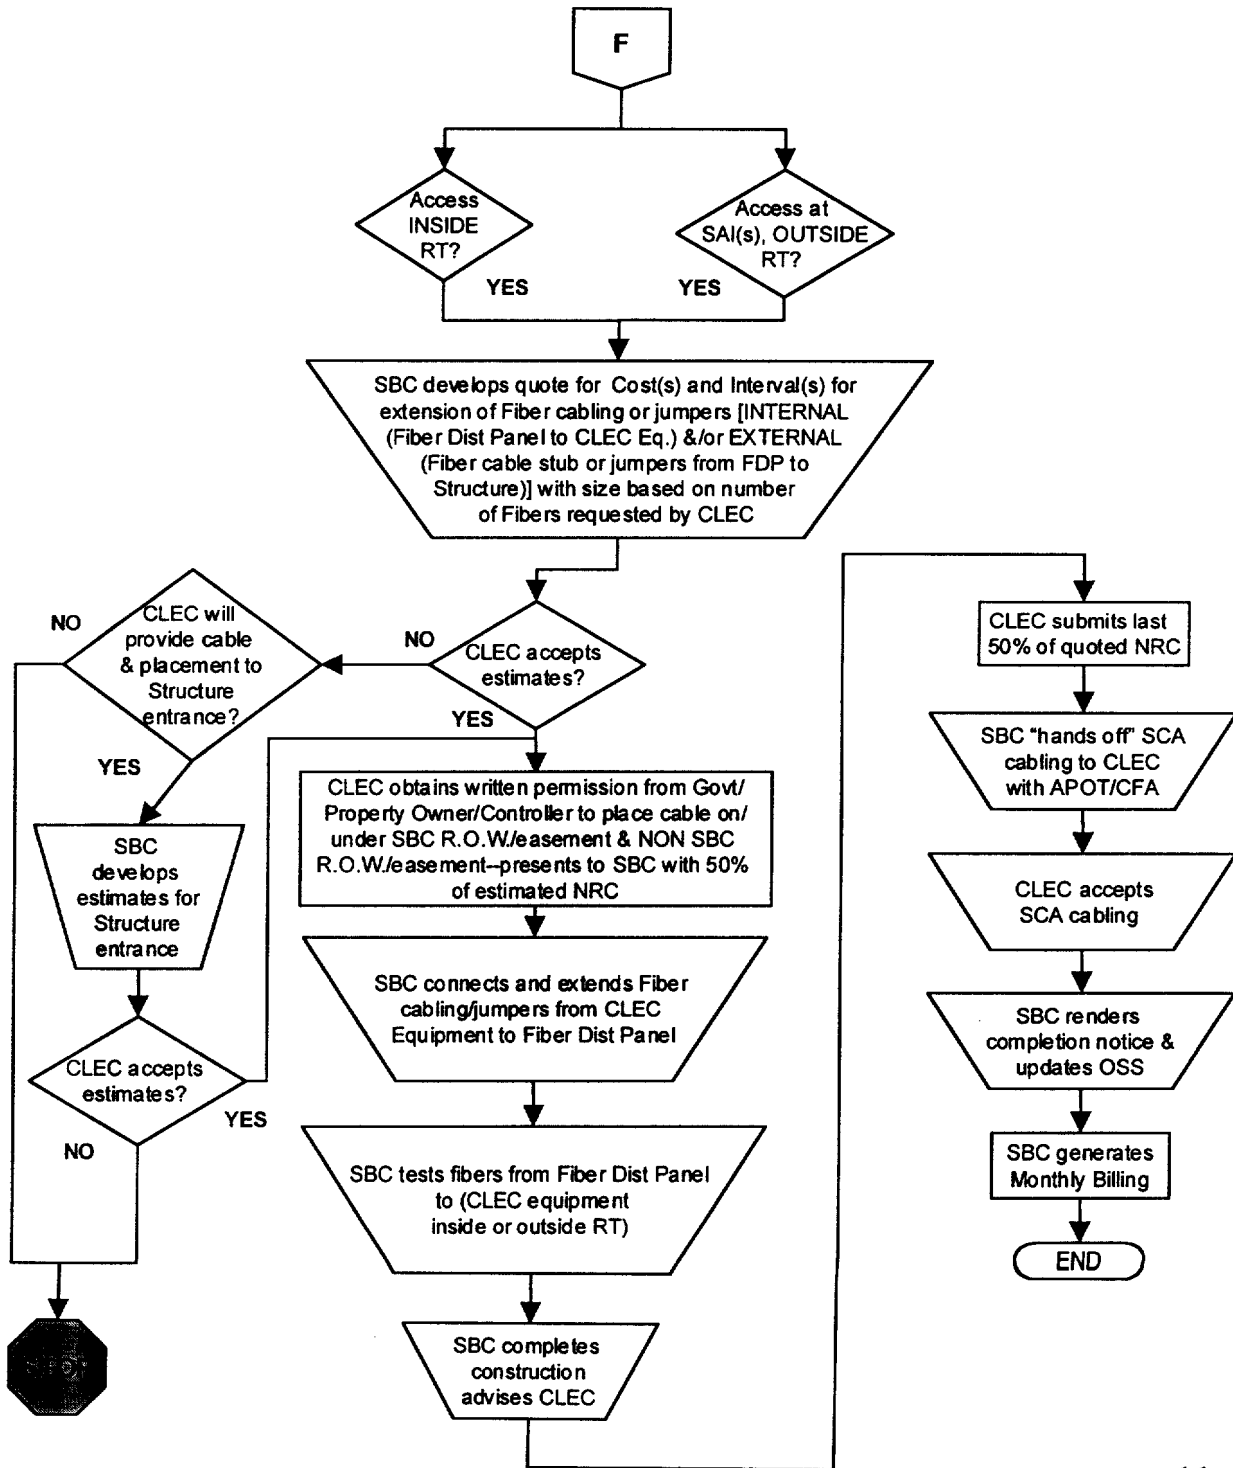 F
Access
INSIDE
RT?
YES
Access at
SAI(s), OUTSIDE
RT?
YES
SBC develops quote for Cost(s) and Interval(s) for
extension of Fiber cabling or jumpers [INTERNAL
(Fiber Dist Panel to CLEC Eq.) &/or EXTERNAL
(Fiber cable stub or jumpers from FDP to
Structure)] with size based on number
of Fibers requested by CLEC
CLEC accepts
estimates?
NO
YES
CLEC will
provide cable
& placement to
Structure
entrance?
NO
YES
SBC
develops
estimates for
Structure
entrance
CLEC accepts
estimates?
YES
NO
CLEC obtains written permission from Govt/
Property Owner/Controller to place cable on/
under SBC R.O.W./easement & NON SBC
R.O.W./easement--presents to SBC with 50%
of estimated NRC
SBC connects and extends Fiber
cabling/jumpers from CLEC
Equipment to Fiber Dist Panel
SBC tests fibers from Fiber Dist Panel
to (CLEC equipment
inside or outside RT)
SBC completes
construction
advises CLEC
CLEC submits last
50% of quoted NRC
SBC "hands off" SCA
cabling to CLEC
with APOT/CFA
CLEC accepts
SCA cabling
SBC renders
completion notice &
updates OSS
SBC generates
Monthly Billing
END